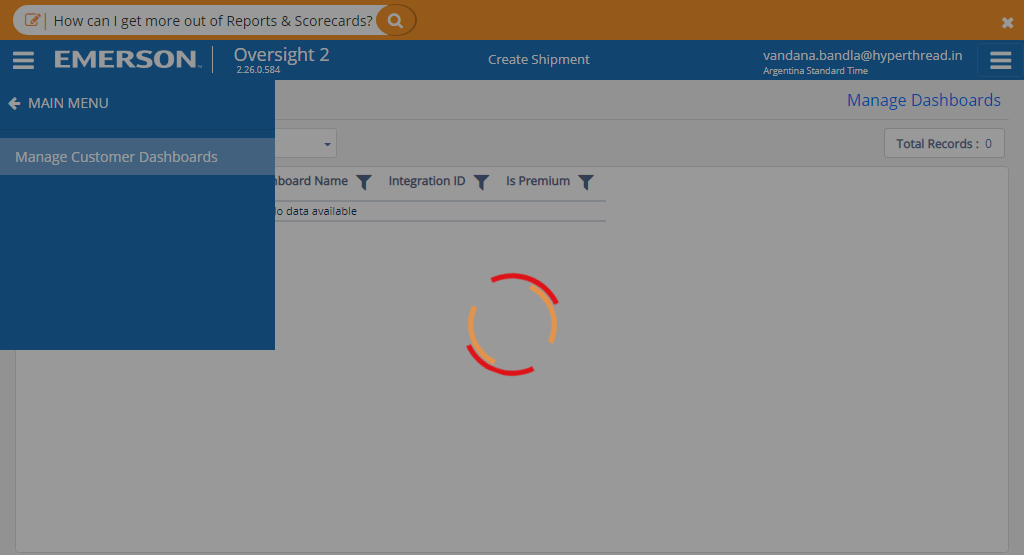 How can I get more out of Reports & Scorecards?
EMERSON
Oversight 2
2.26.0.584
Create Shipment
vandana.bandla@hyperthread.in
Argentina Standard Time
MAIN MENU
Manage Dashboards
Manage Customer Dashboards
Total Records : 0
board Name
Integration ID
Is Premium
o data available